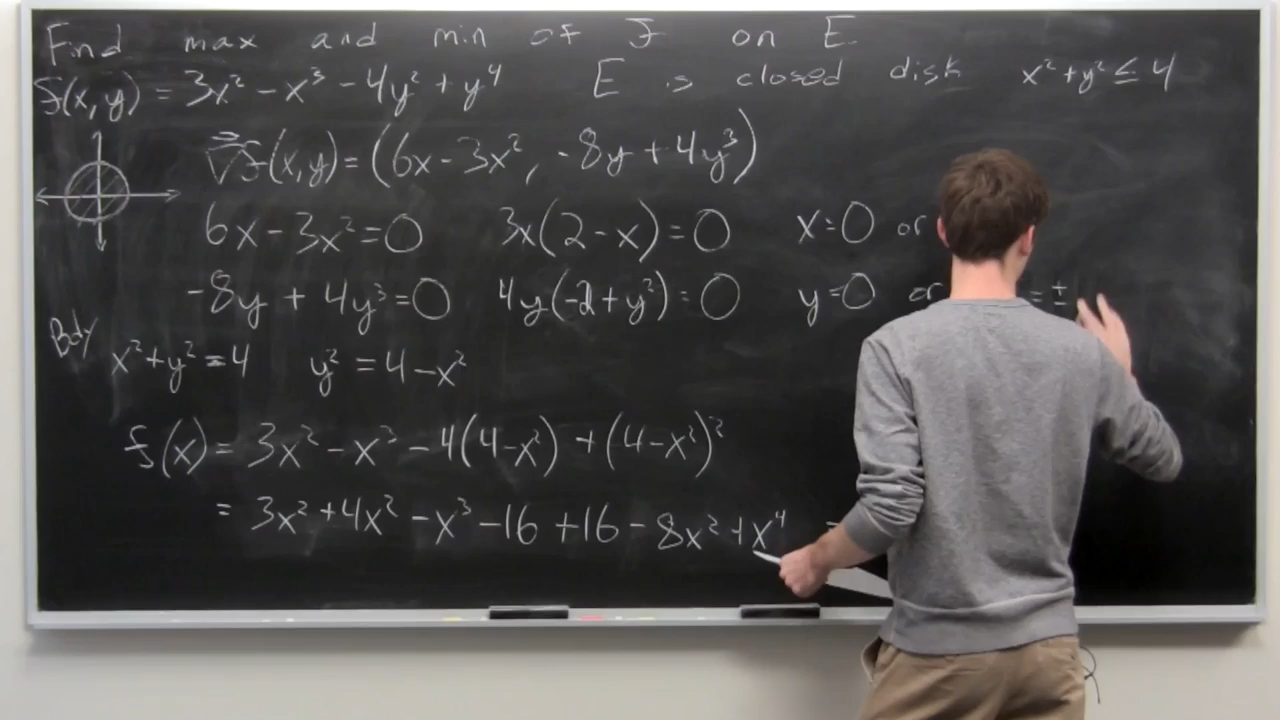 Find max and min of f on E
f(x,y) = 3x² - x³ - 4y² + y⁴ E is closed disk x² + y² ≤ 4
∇f(x,y) = (6x - 3x², -8y + 4y³)
6x - 3x² = 0 3x(2 - x) = 0 x = 0 or
-8y + 4y³ = 0 4y(-2 + y²) = 0 y = 0 or = ±
Body x² + y² = 4 y² = 4 - x²
f(x) = 3x² - x³ - 4(4 - x²) + (4 - x²)²
= 3x² + 4x² - x³ - 16 + 16 - 8x² + x⁴